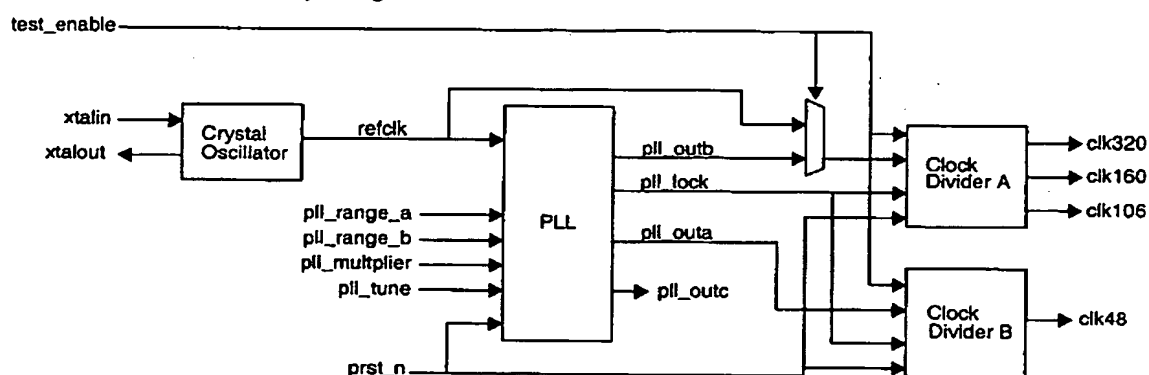 test_enable
xtalin
xtalout
Crystal
Oscillator
refclk
PLL
pll_outb
pll_lock
pll_outa
pll_outc
pll_range_a
pll_range_b
pll_multplier
pll_tune
prst_n
Clock
Divider A
clk320
clk160
clk106
Clock
Divider B
clk48